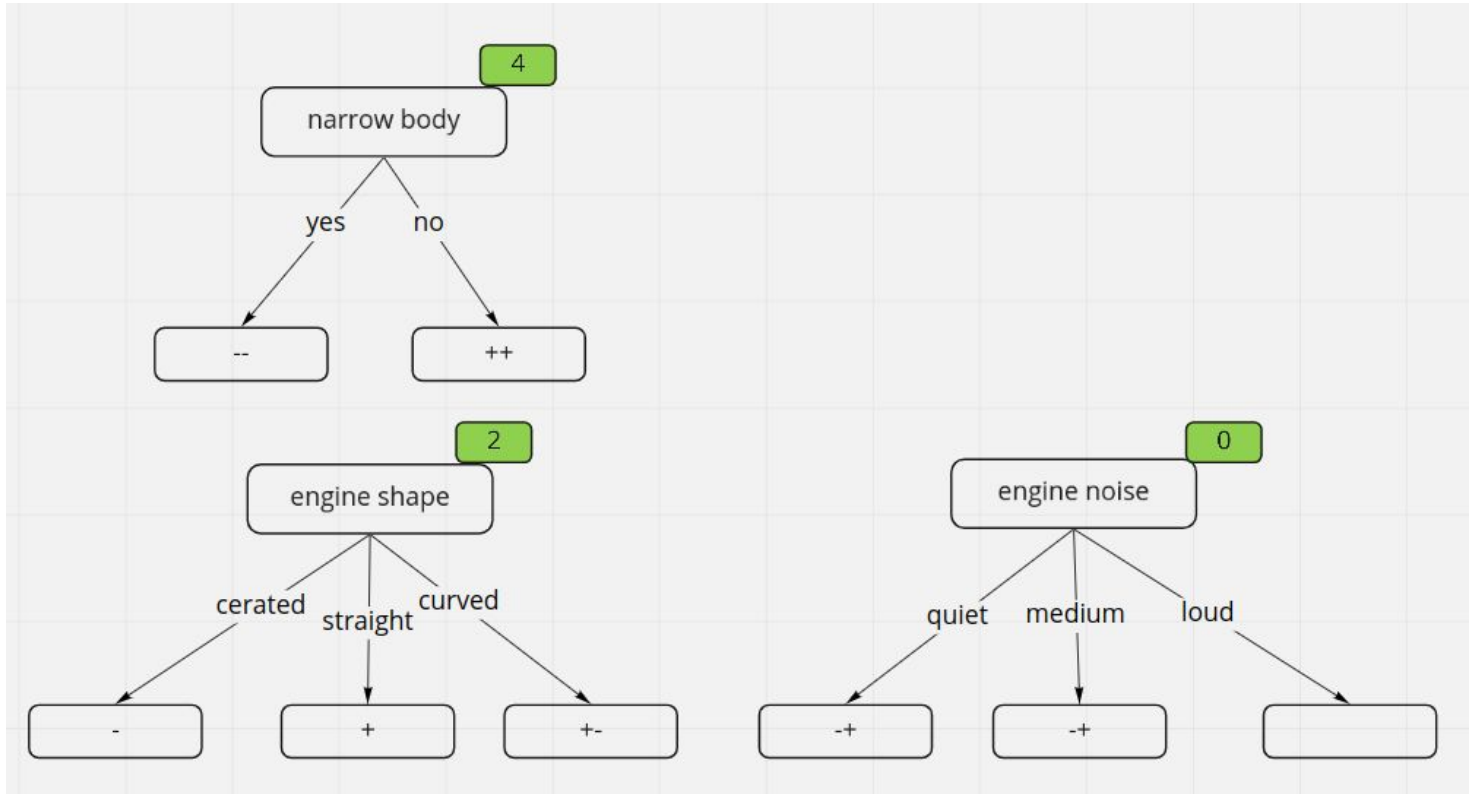 4
narrow body
yes
no
--
++
2
engine shape
cerated
straight
curved
-
+
+-
0
engine noise
quiet
medium
loud
-+
-+